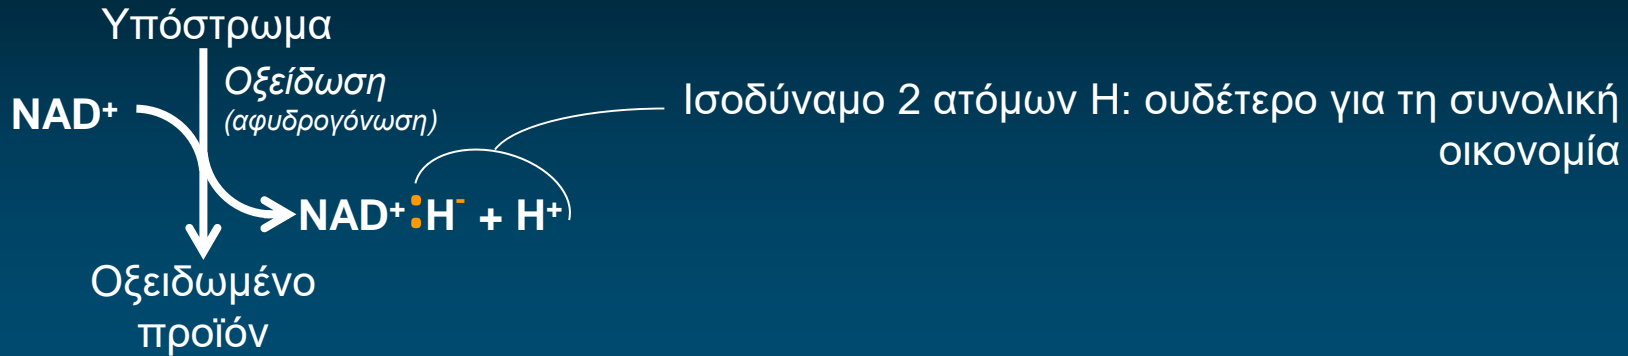 Υπόστρωμα
Οξείδωση
(αφυδρογόνωση)
NAD⁺
Ισοδύναμο 2 ατόμων Η: ουδέτερο για τη συνολική
οικονομία
NAD⁺:H⁻ + H⁺
Οξειδωμένο
προϊόν